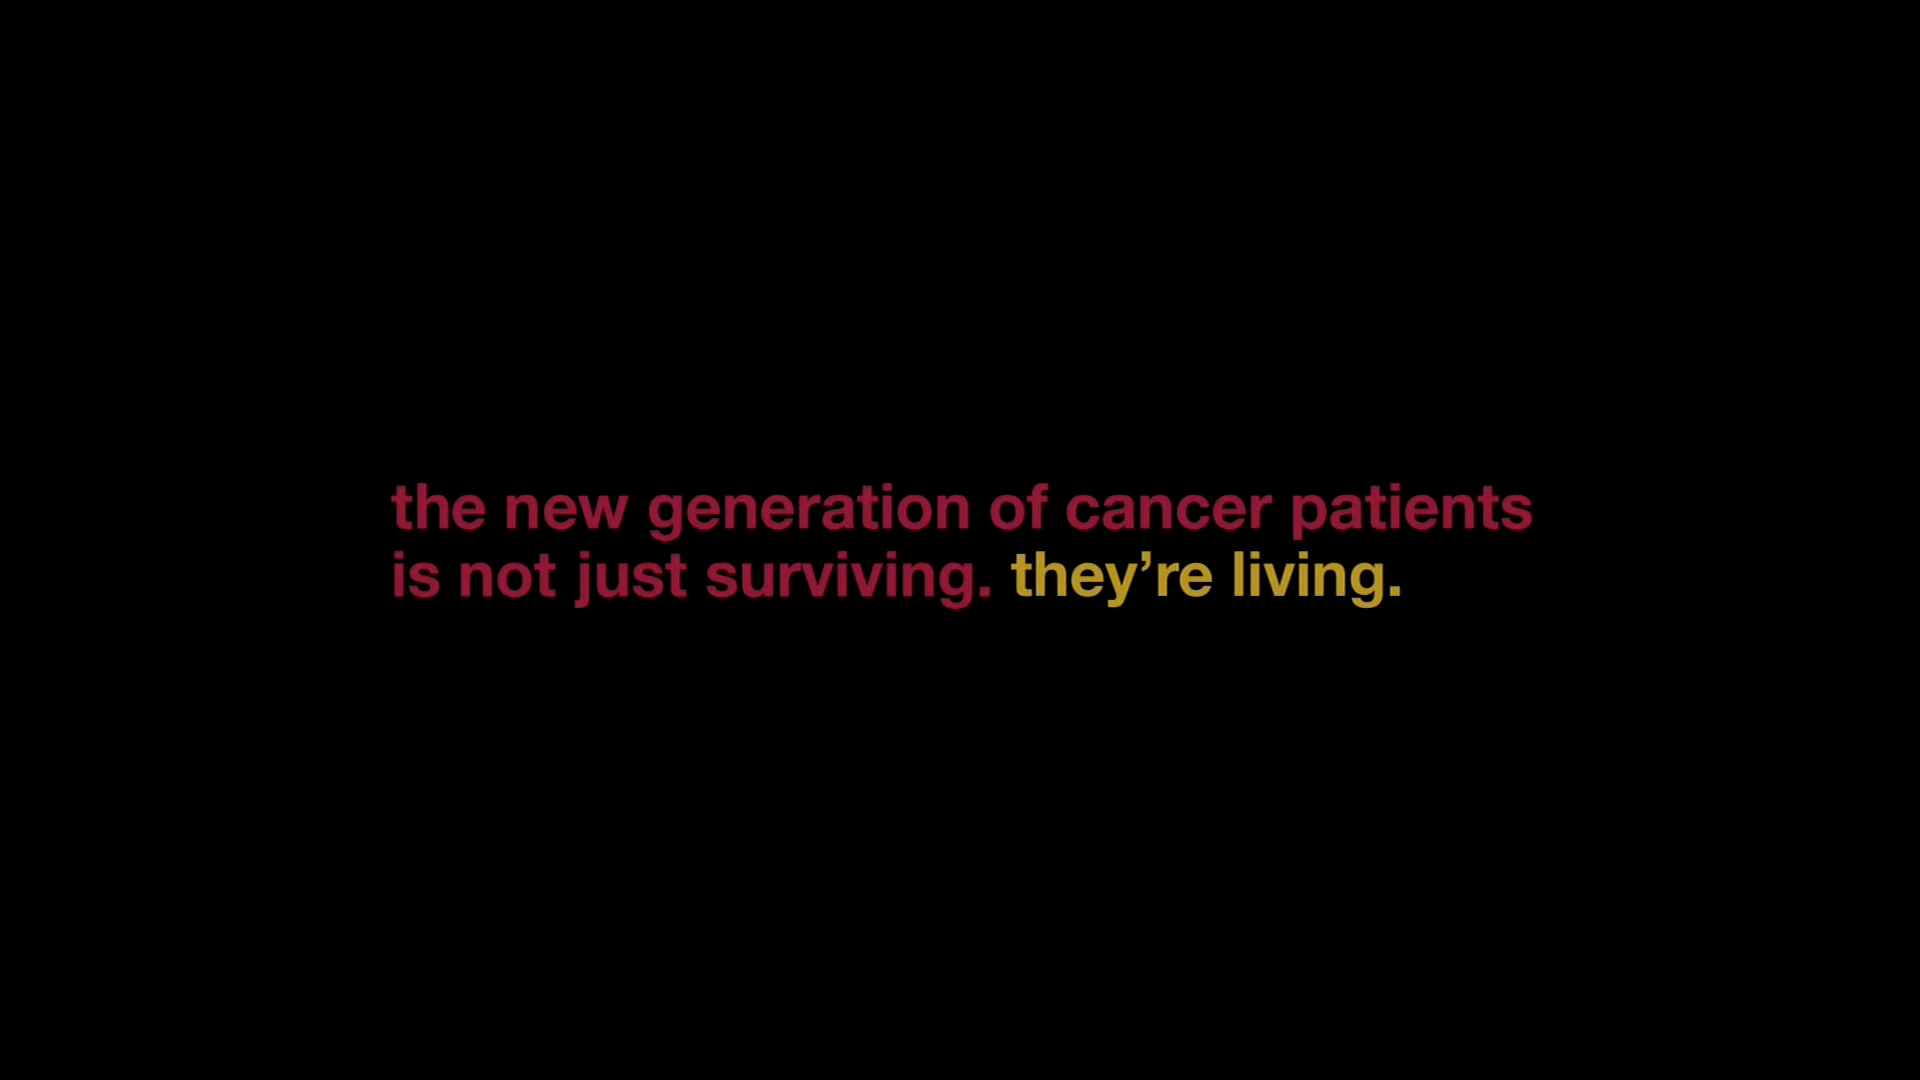 the new generation of cancer patients
is not just surviving. they’re living.